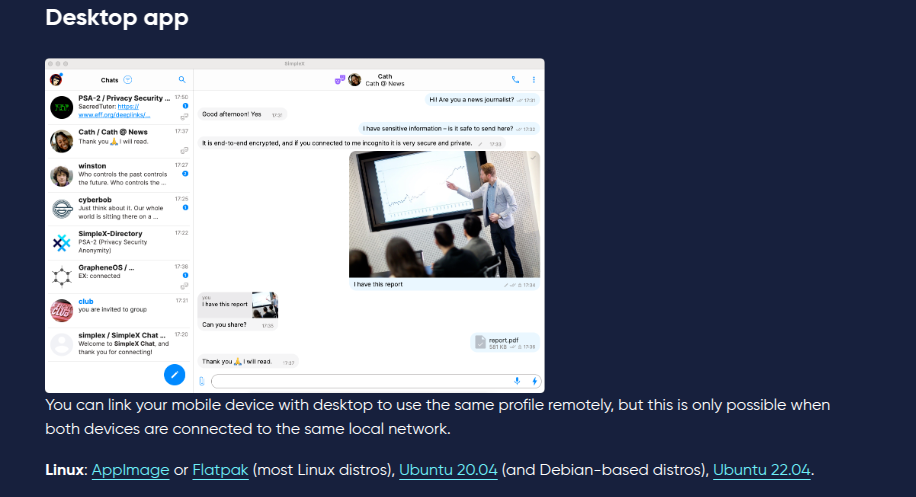 Desktop app
SimpleX
Chats
PSA-2 / Privacy Security ... 17:50
SacredTutor: https://
www.eff.org/deeplinks/...
Cath / Cath @ News 17:37
Thank you 🙏 I will read.
winston 17:27
Who controls the past controls
the future. Who controls the ...
cyberbob 17:25
Just think about it. Our whole
world is sitting there on a ...
SimpleX-Directory 17:22
PSA-2 (Privacy Security
Anonymity)
GrapheneOS / ... 17:36
EX: connected
club 17:31
you are invited to group
simplex / SimpleX Chat ... 17:20
Welcome to SimpleX Chat, and
thank you for connecting!
Cath
Cath @ News
Hi! Are you a news journalist? 17:31
Good afternoon! Yes 17:31
I have sensitive information – is it safe to send here? 17:32
It is end-to-end encrypted, and if you connected to me incognito it is very secure and private. 17:33
I have this report 17:35
you
I have this report
Can you share? 17:36
report.pdf
581 KB 17:36
Thank you 🙏 I will read. 17:37
You can link your mobile device with desktop to use the same profile remotely, but this is only possible when
both devices are connected to the same local network.
Linux: AppImage or Flatpak (most Linux distros), Ubuntu 20.04 (and Debian-based distros), Ubuntu 22.04.